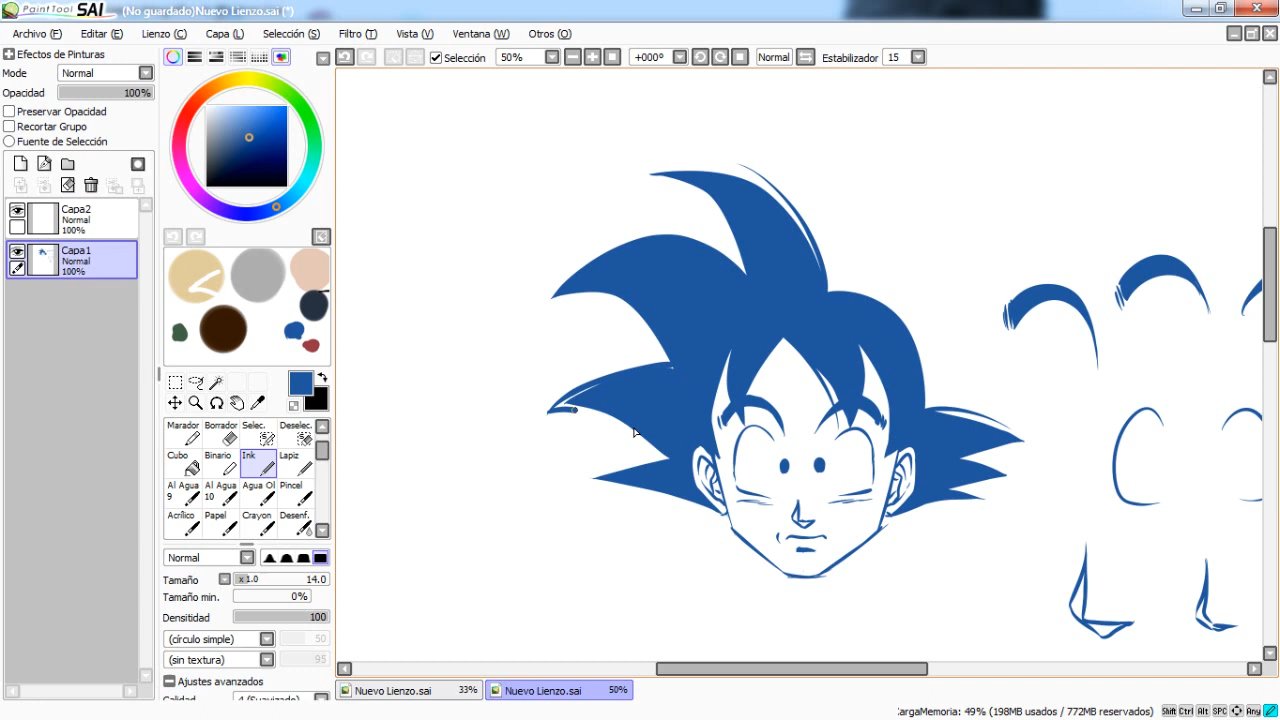 PaintTool SAI (No guardado)Nuevo Lienzo.sai (*)
Archivo (F) Editar (E) Lienzo (C) Capa (L) Selección (S) Filtro (T) Vista (V) Ventana (W) Otros (O)
Efectos de Pinturas
Mode Normal
Opacidad 100%
Preservar Opacidad
Recortar Grupo
Fuente de Selección
Capa2
Normal
100%
Capa1
Normal
100%
Selección 50% +000º Normal Estabilizador 15
Marador Borrador Selec. Deselec.
Cubo Binario Ink Lapiz
Al Agua 9 Al Agua 10 Agua Ol Pincel
Acrílico Papel Crayon Desenf.
Normal
Tamaño x1.0 14.0
Tamaño min. 0%
Densitidad 100
(círculo simple) 50
(sin textura) 95
Ajustes avanzados
Nuevo Lienzo.sai 33% Nuevo Lienzo.sai 50%
CargaMemoria: 49% (198MB usados / 772MB reservados) Shift Ctrl Alt SPC Any